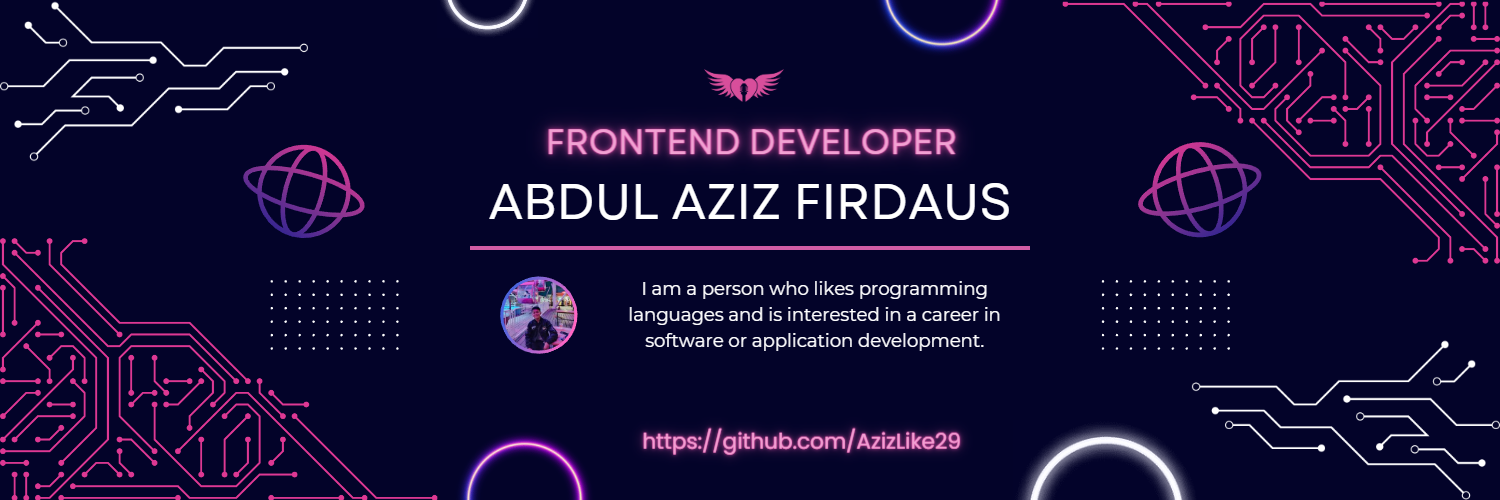 FRONTEND DEVELOPER
ABDUL AZIZ FIRDAUS
I am a person who likes programming
languages and is interested in a career in
software or application development.
https://github.com/AzizLike29